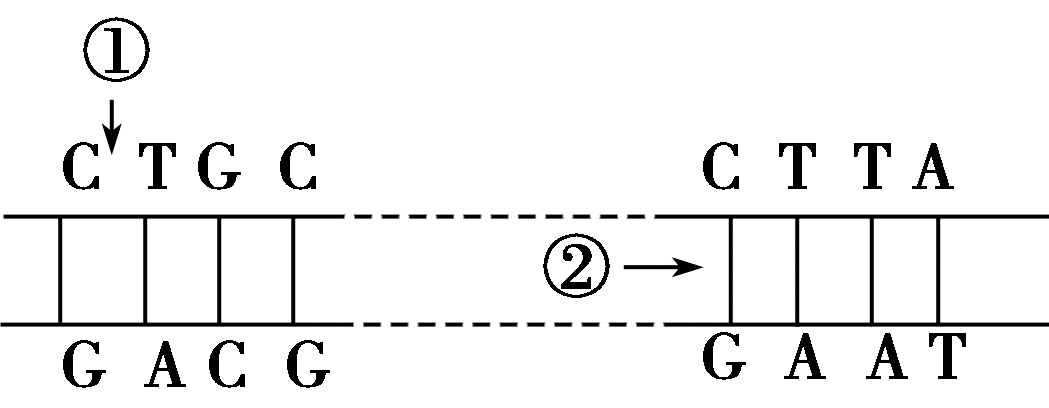 ①
C T G C C T T A
②
G A C G G A A T